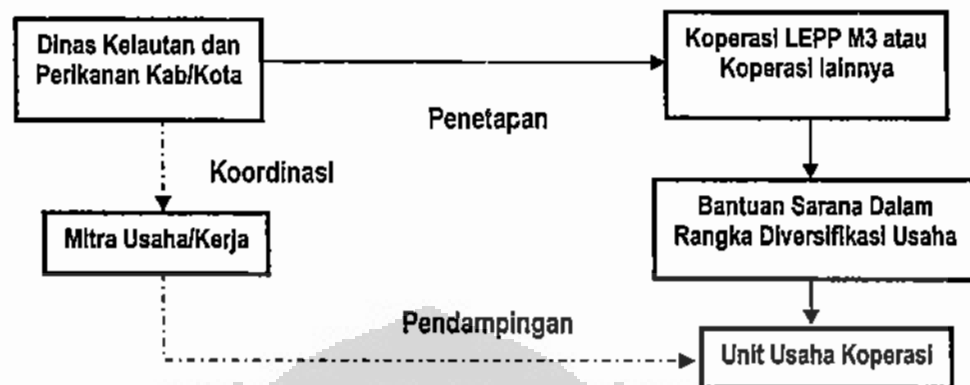 Dinas Kelautan dan
Perikanan Kab/Kota
Koperasi LEPP M3 atau
Koperasi lainnya
Penetapan
Koordinasi
Mitra Usaha/Kerja
Bantuan Sarana Dalam
Rangka Diversifikasi Usaha
Pendampingan
Unit Usaha Koperasi